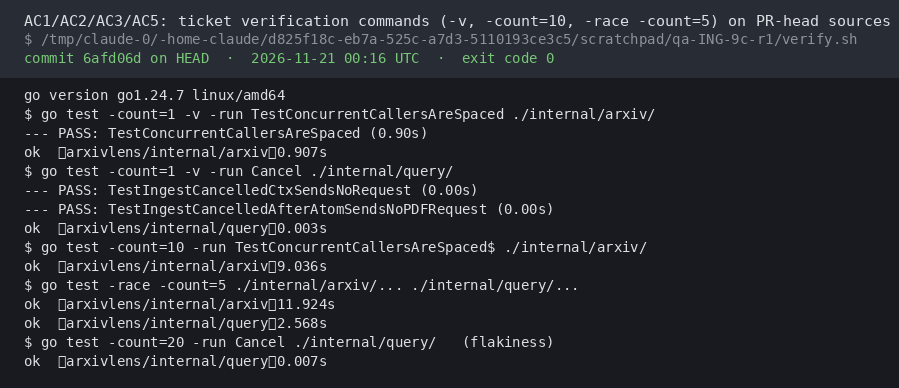 AC1/AC2/AC3/AC5: ticket verification commands (-v, -count=10, -race -count=5) on PR-head sources
$ /tmp/claude-0/-home-claude/d825f18c-eb7a-525c-a7d3-5110193ce3c5/scratchpad/qa-ING-9c-r1/verify.sh
commit 6afd06d on HEAD · 2026-11-21 00:16 UTC · exit code 0
go version go1.24.7 linux/amd64
$ go test -count=1 -v -run TestConcurrentCallersAreSpaced ./internal/arxiv/
--- PASS: TestConcurrentCallersAreSpaced (0.90s)
ok  ▯arxivlens/internal/arxiv▯0.907s
$ go test -count=1 -v -run Cancel ./internal/query/
--- PASS: TestIngestCancelledCtxSendsNoRequest (0.00s)
--- PASS: TestIngestCancelledAfterAtomSendsNoPDFRequest (0.00s)
ok  ▯arxivlens/internal/query▯0.003s
$ go test -count=10 -run TestConcurrentCallersAreSpaced$ ./internal/arxiv/
ok  ▯arxivlens/internal/arxiv▯9.036s
$ go test -race -count=5 ./internal/arxiv/... ./internal/query/...
ok  ▯arxivlens/internal/arxiv▯11.924s
ok  ▯arxivlens/internal/query▯2.568s
$ go test -count=20 -run Cancel ./internal/query/   (flakiness)
ok  ▯arxivlens/internal/query▯0.007s